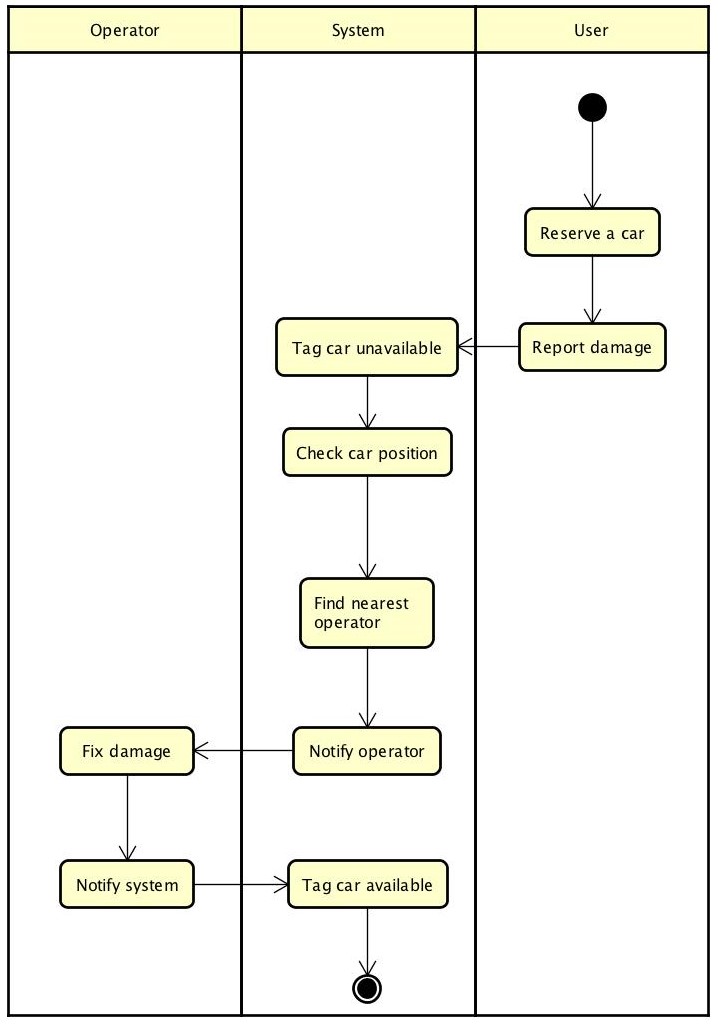 Operator
System
User
Reserve a car
Tag car unavailable
Report damage
Check car position
Find nearest
operator
Fix damage
Notify operator
Notify system
Tag car available